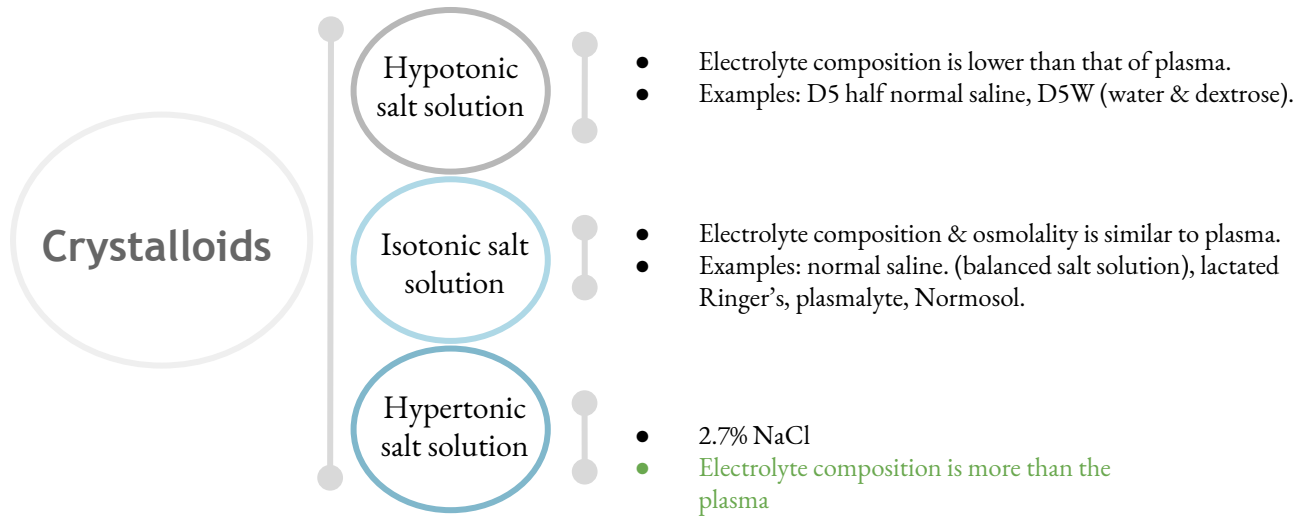 Crystalloids
Hypotonic
salt solution
● Electrolyte composition is lower than that of plasma.
● Examples: D5 half normal saline, D5W (water & dextrose).
Isotonic salt
solution
● Electrolyte composition & osmolality is similar to plasma.
● Examples: normal saline. (balanced salt solution), lactated
Ringer’s, plasmalyte, Normosol.
Hypertonic
salt solution
● 2.7% NaCl
● Electrolyte composition is more than the
plasma